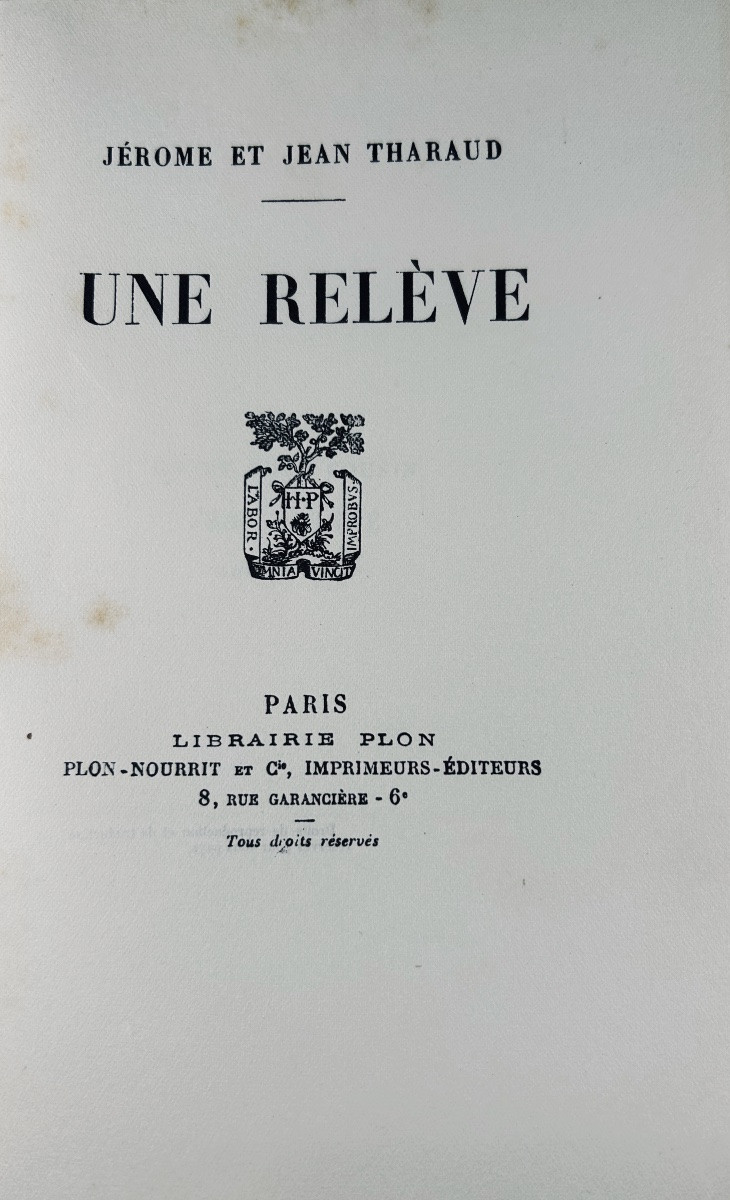 JÉROME ET JEAN THARAUD
UNE RELÈVE
LABOR
H·P
IMPROBVS
OMNIA VINCIT
PARIS
LIBRAIRIE PLON
PLON-NOURRIT ET Cie, IMPRIMEURS-ÉDITEURS
8, RUE GARANCIÈRE - 6e
Tous droits réservés